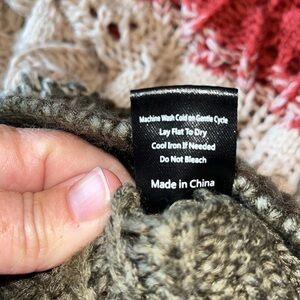 Machine Wash Cold on Gentle Cycle
Lay Flat To Dry
Cool Iron If Needed
Do Not Bleach
Made in China